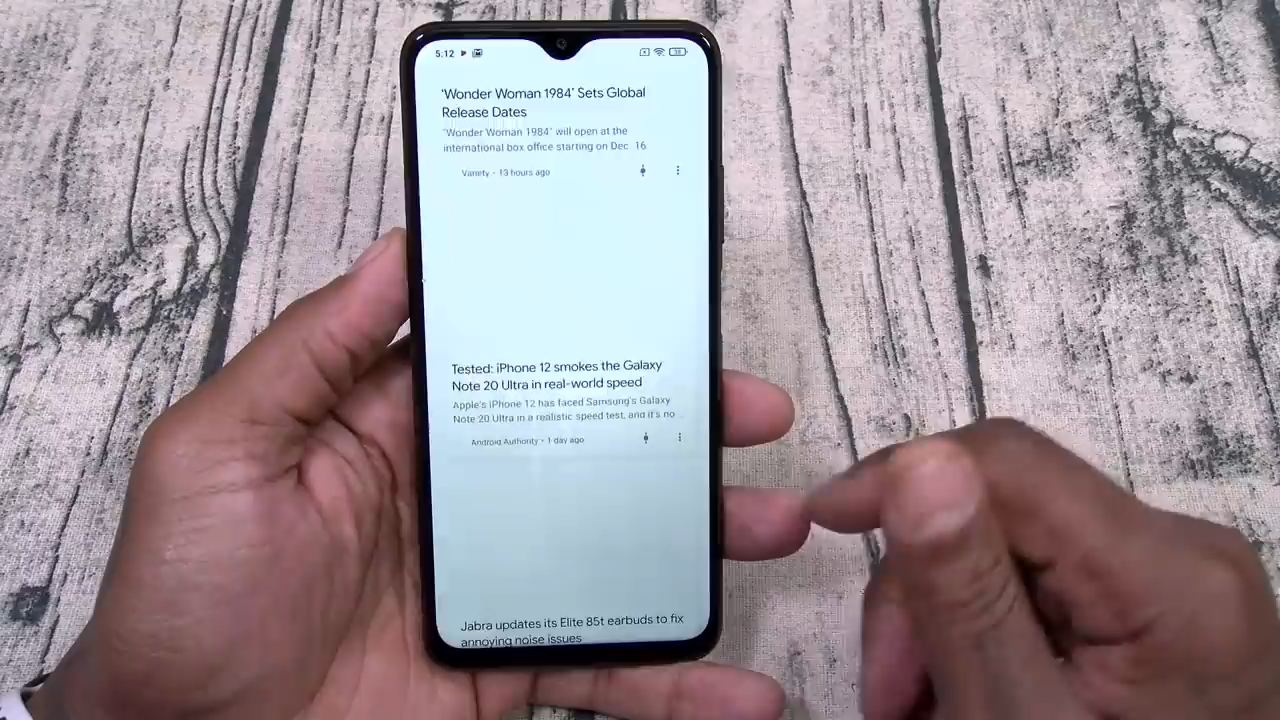 5:12
38
'Wonder Woman 1984' Sets Global
Release Dates
"Wonder Woman 1984" will open at the
international box office starting on Dec. 16.
Variety • 13 hours ago
Tested: iPhone 12 smokes the Galaxy
Note 20 Ultra in real-world speed
Apple's iPhone 12 has faced Samsung's Galaxy
Note 20 Ultra in a realistic speed test, and it's no...
Android Authority • 1 day ago
Jabra updates its Elite 85t earbuds to fix
annoying noise issues